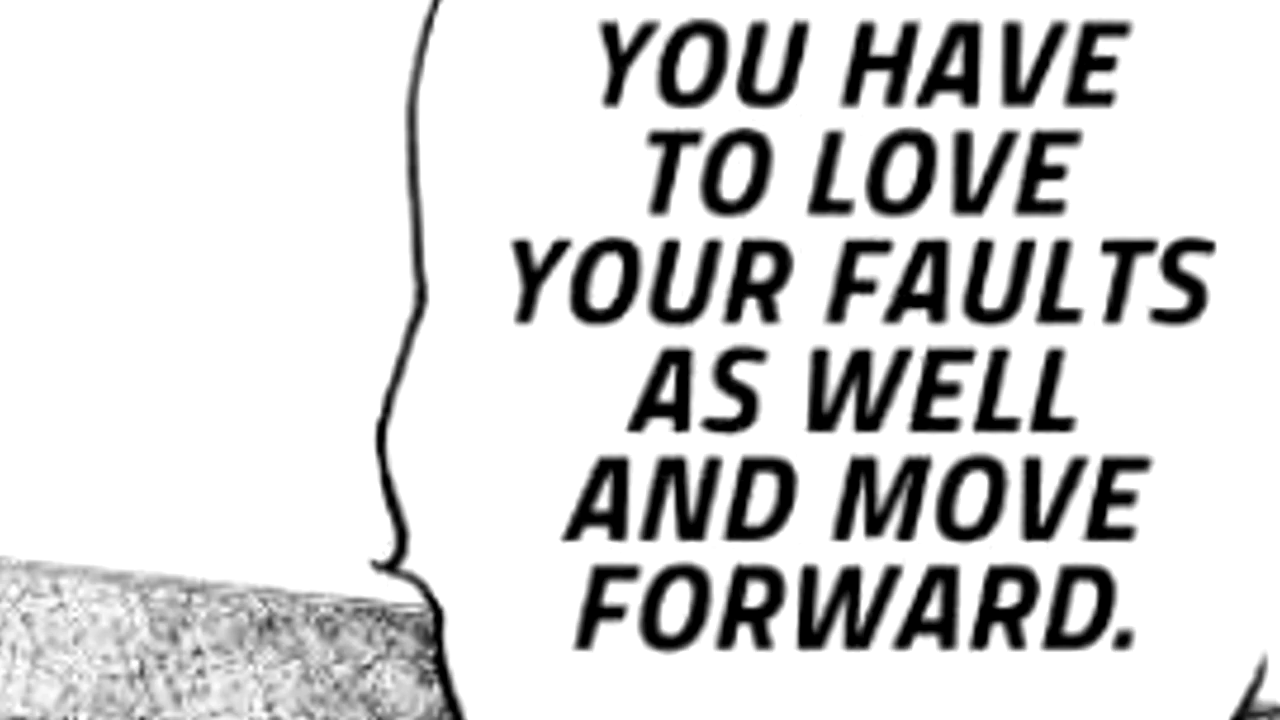 YOU HAVE
TO LOVE
YOUR FAULTS
AS WELL
AND MOVE
FORWARD.